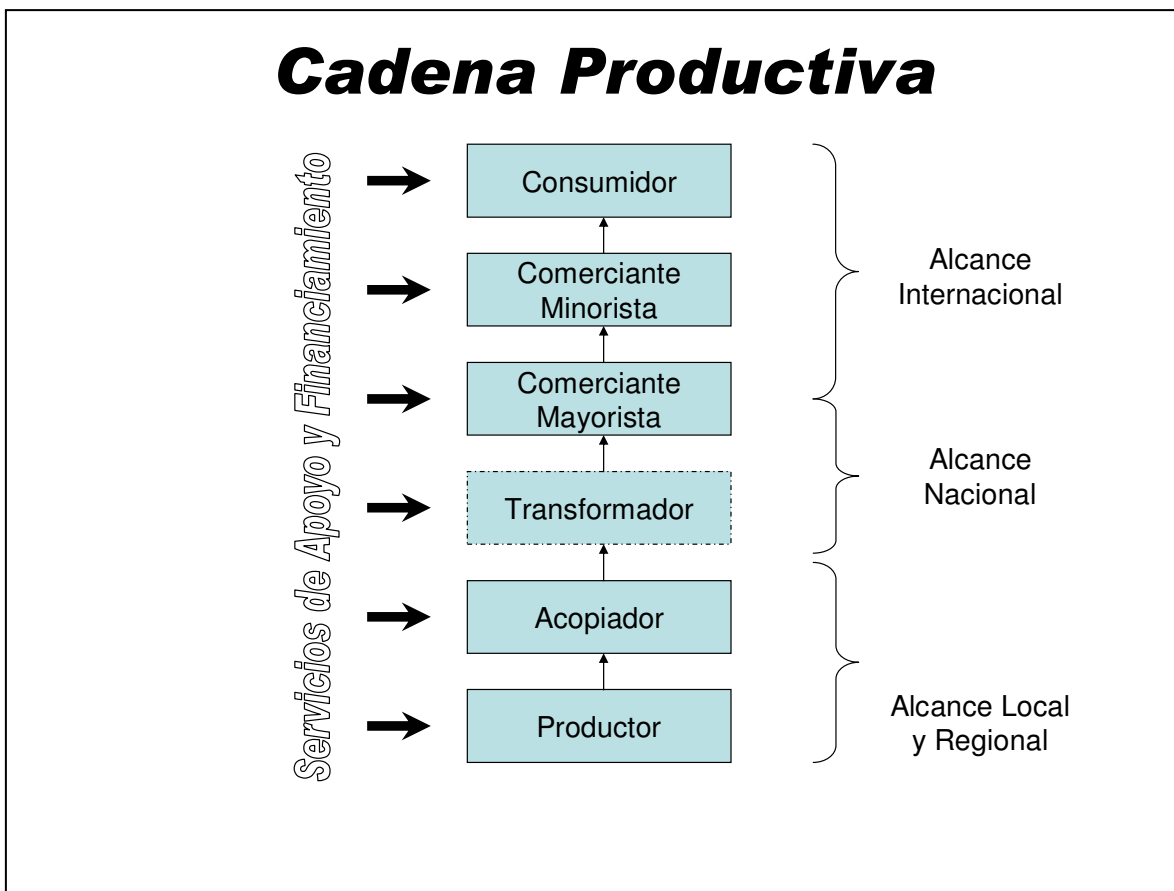 Cadena Productiva
Servicios de Apoyo y Financiamiento
Consumidor
Comerciante
Minorista
Comerciante
Mayorista
Transformador
Acopiador
Productor
Alcance
Internacional
Alcance
Nacional
Alcance Local
y Regional